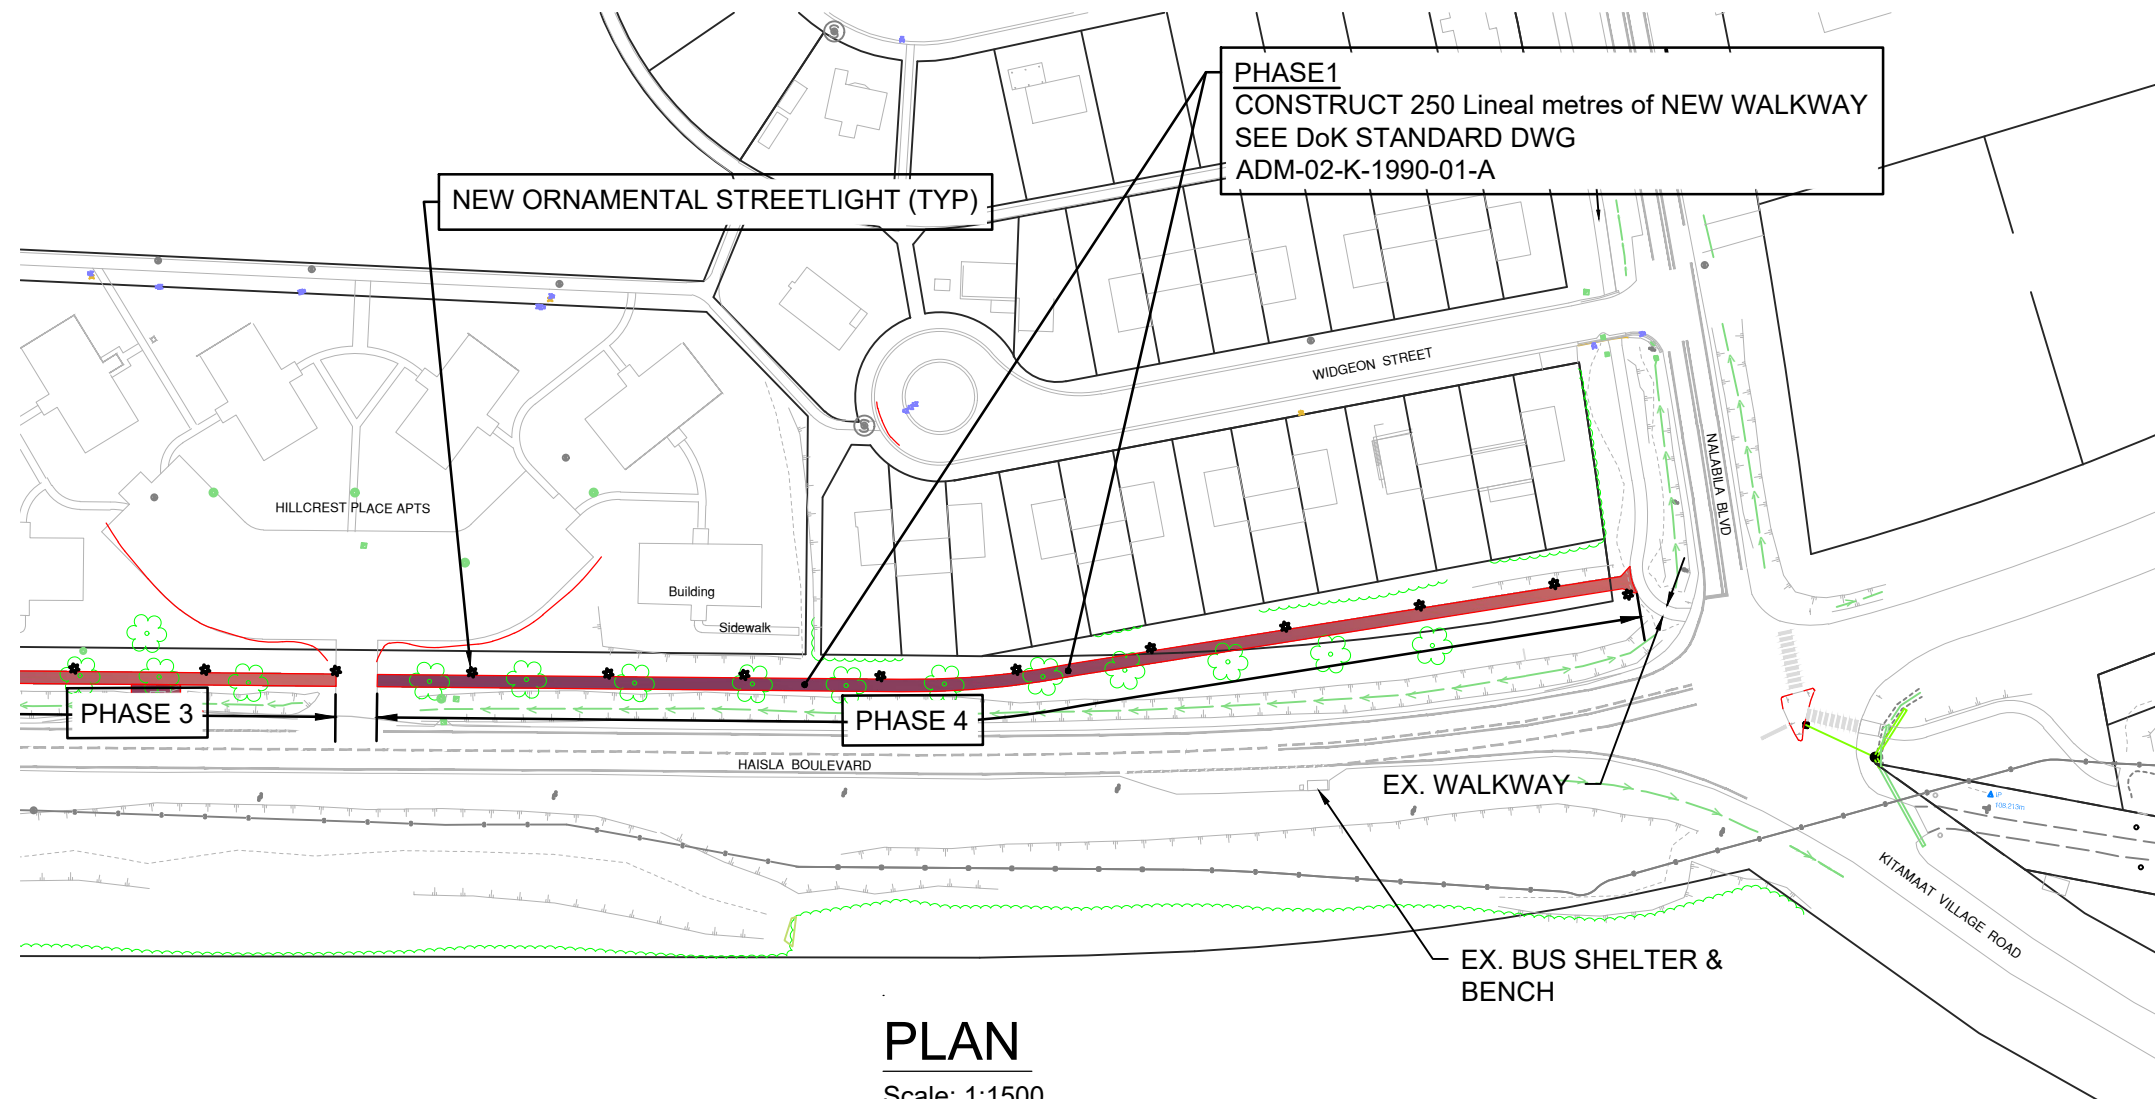 PHASE1
CONSTRUCT 250 Lineal metres of NEW WALKWAY
SEE DoK STANDARD DWG
ADM-02-K-1990-01-A
NEW ORNAMENTAL STREETLIGHT (TYP)
WIDGEON STREET
NALABILA BLVD
HILLCREST PLACE APTS
Building
Sidewalk
PHASE 3
PHASE 4
HAISLA BOULEVARD
EX. WALKWAY
KITAMAAT VILLAGE ROAD
EX. BUS SHELTER &
BENCH
PLAN
Scale: 1:1500